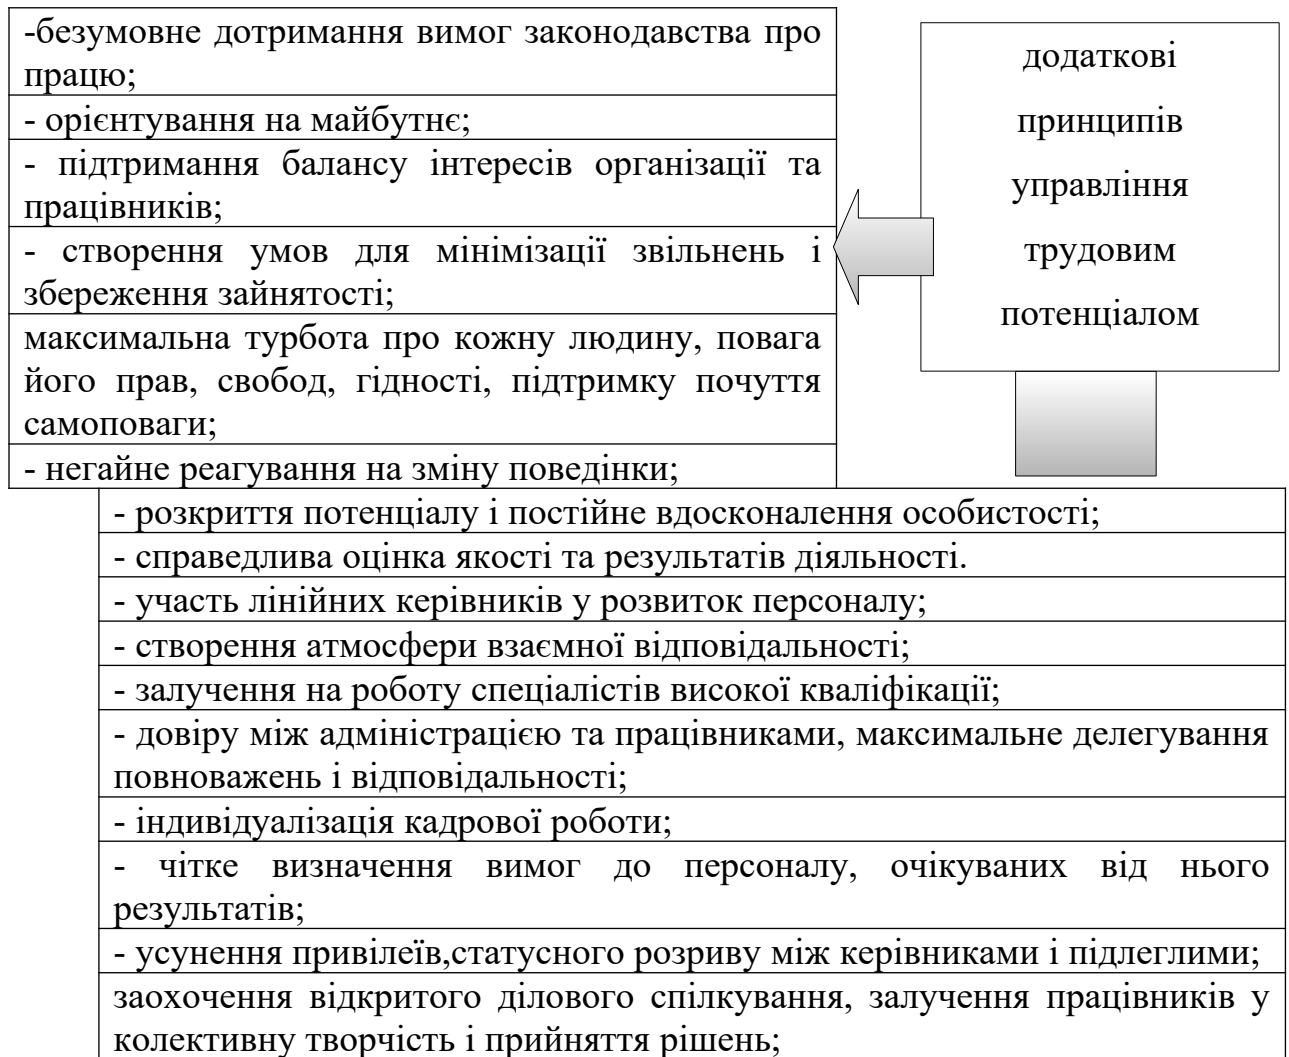 -безумовне дотримання вимог законодавства про
працю;
- орієнтування на майбутнє;
- підтримання балансу інтересів організації та
працівників;
- створення умов для мінімізації звільнень і
збереження зайнятості;
максимальна турбота про кожну людину, повага
його прав, свобод, гідності, підтримку почуття
самоповаги;
- негайне реагування на зміну поведінки;
додаткові
принципів
управління
трудовим
потенціалом
- розкриття потенціалу і постійне вдосконалення особистості;
- справедлива оцінка якості та результатів діяльності.
- участь лінійних керівників у розвиток персоналу;
- створення атмосфери взаємної відповідальності;
- залучення на роботу спеціалістів високої кваліфікації;
- довіру між адміністрацією та працівниками, максимальне делегування
повноважень і відповідальності;
- індивідуалізація кадрової роботи;
- чітке визначення вимог до персоналу, очікуваних від нього
результатів;
- усунення привілеїв,статусного розриву між керівниками і підлеглими;
заохочення відкритого ділового спілкування, залучення працівників у
колективну творчість і прийняття рішень;